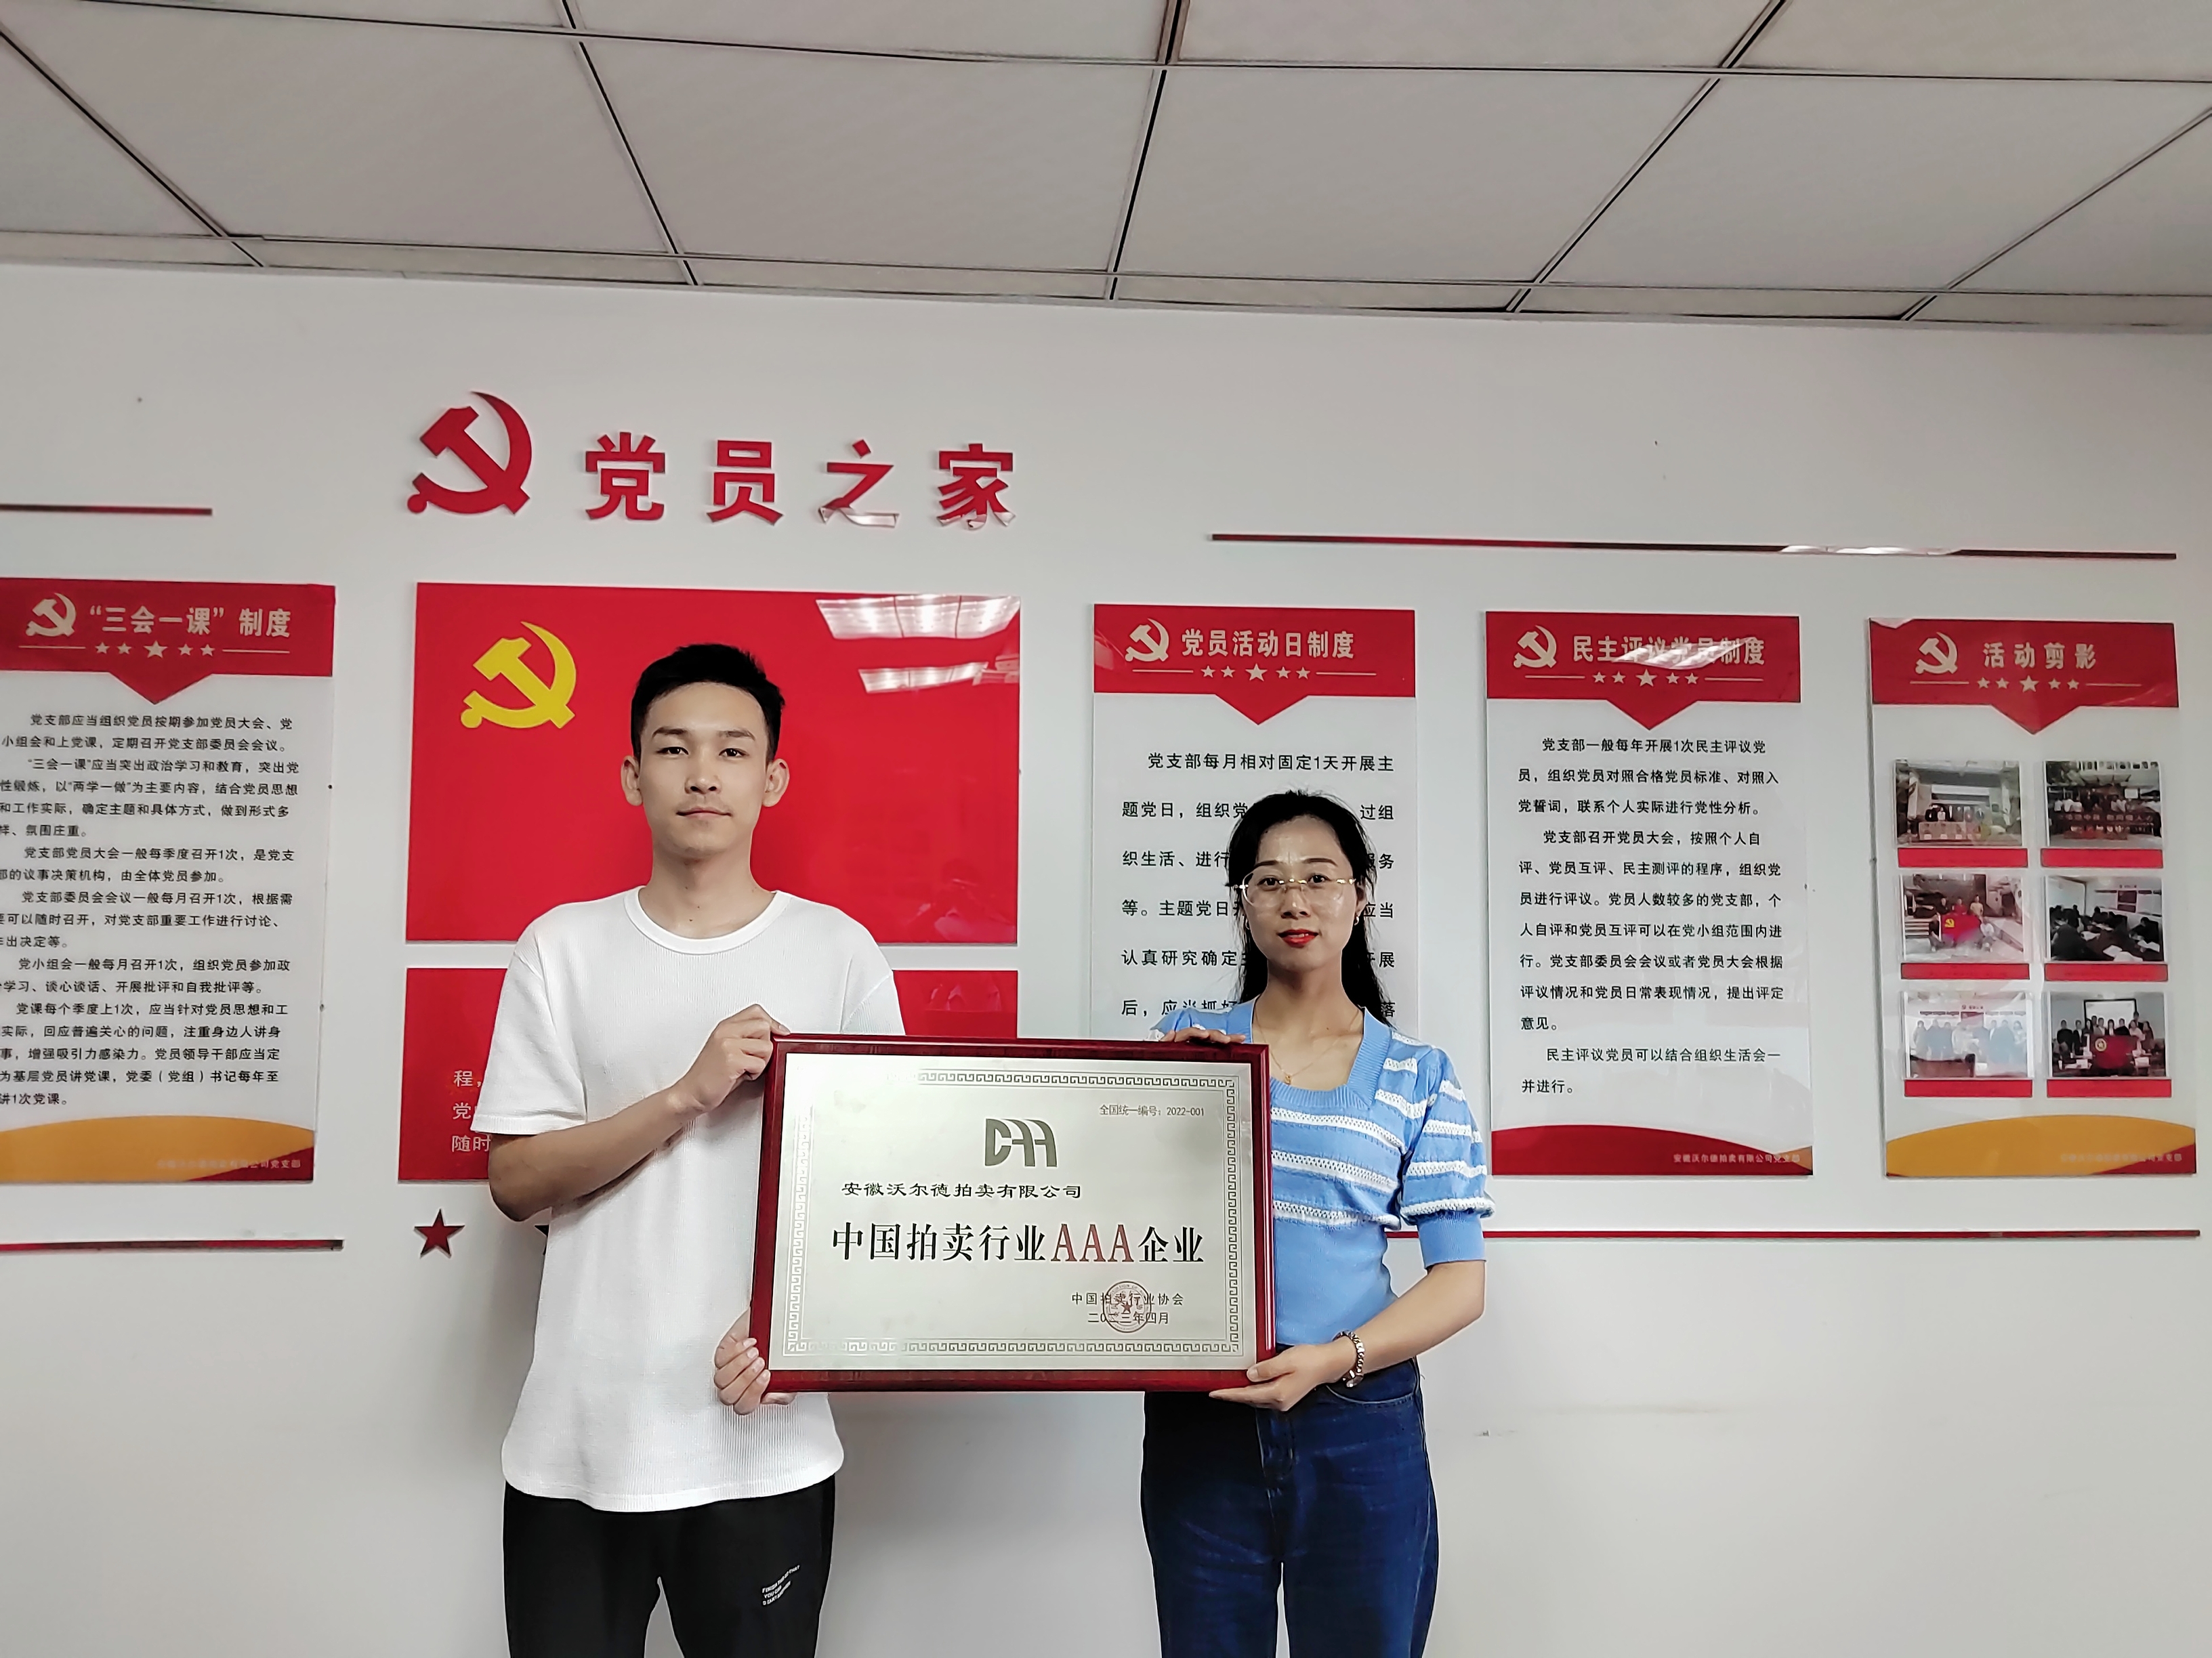 党员之家
“三会一课”制度
党支部应当组织党员按期参加党员大会、党
小组会和上党课，定期召开党支部委员会会议。
“三会一课”应当突出政治学习和教育，突出党
性锻炼，以“两学一做”为主要内容，结合党员思想
和工作实际，确定主题和具体方式，做到形式多
样、氛围庄重。
党支部党员大会一般每季度召开1次，是党支
部的议事决策机构，由全体党员参加。
党支部委员会会议一般每月召开1次，根据需
要可以随时召开，对党支部重要工作进行讨论、
作出决定等。
党小组会一般每月召开1次，组织党员参加政
治学习、谈心谈话、开展批评和自我批评等。
党课每个季度上1次，应当针对党员思想和工
实际，回应普遍关心的问题，注重身边人讲身
事，增强吸引力感染力。党员领导干部应当定
为基层党员讲党课，党委（党组）书记每年至
讲1次党课。
程，
党
随时
党员活动日制度
党支部每月相对固定1天开展主
题党日，组织党 过组
织生活、进行 服务
等。主题党日开 应当
认真研究确定主 开展
后，应当抓好 落
民主评议党员制度
党支部一般每年开展1次民主评议党
员，组织党员对照合格党员标准、对照入
党誓词，联系个人实际进行党性分析。
党支部召开党员大会，按照个人自
评、党员互评、民主测评的程序，组织党
员进行评议。党员人数较多的党支部，个
人自评和党员互评可以在党小组范围内进
行。党支部委员会会议或者党员大会根据
评议情况和党员日常表现情况，提出评定
意见。
民主评议党员可以结合组织生活会一
并进行。
安徽沃尔德拍卖有限公司党支部
活动剪影
全国统一编号：2022-001
CAA
安徽沃尔德拍卖有限公司
中国拍卖行业AAA企业
中国拍卖行业协会
二〇二三年四月